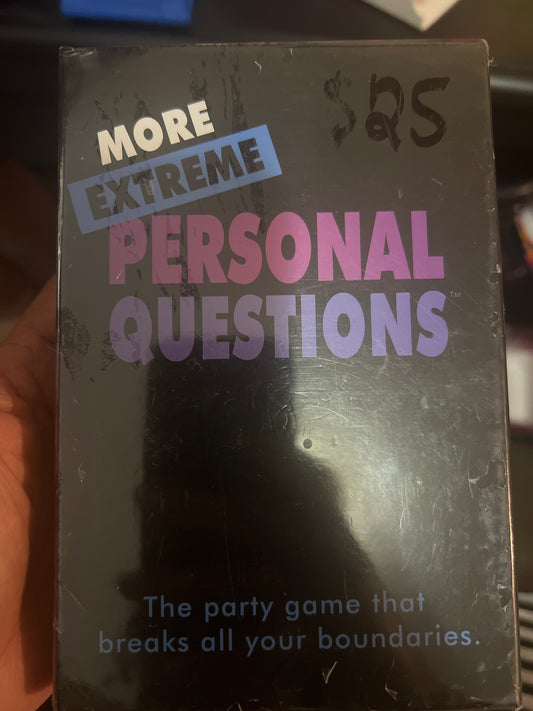 $25
MORE
EXTREME
PERSONAL
QUESTIONS™
The party game that
breaks all your boundaries.